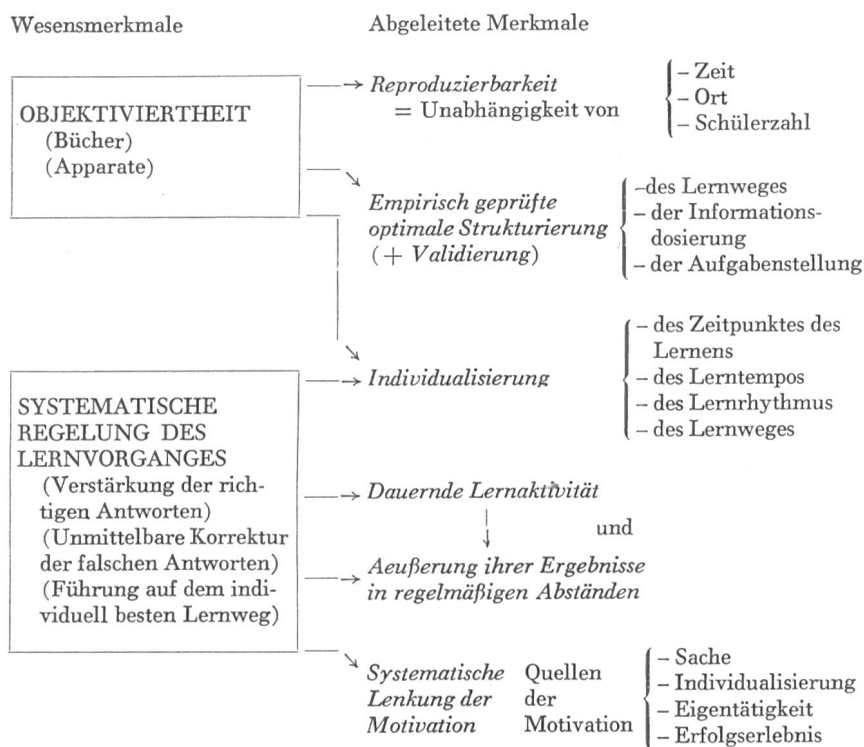 Wesensmerkmale
Abgeleitete Merkmale
OBJEKTIVIERTHEIT
(Bücher)
(Apparate)
→ Reproduzierbarkeit
= Unabhängigkeit von
– Zeit
– Ort
– Schülerzahl
Empirisch geprüfte
optimale Strukturierung
(+ Validierung)
–des Lernweges
– der Informations-
dosierung
– der Aufgabenstellung
SYSTEMATISCHE
REGELUNG DES
LERNVORGANGES
(Verstärkung der rich-
tigen Antworten)
(Unmittelbare Korrektur
der falschen Antworten)
(Führung auf dem indi-
viduell besten Lernweg)
→ Individualisierung
– des Zeitpunktes des
Lernens
– des Lerntempos
– des Lernrhythmus
– des Lernweges
→ Dauernde Lernaktivität
und
→ Aeußerung ihrer Ergebnisse
in regelmäßigen Abständen
Systematische
Lenkung der
Motivation
Quellen
der
Motivation
– Sache
– Individualisierung
– Eigentätigkeit
– Erfolgserlebnis